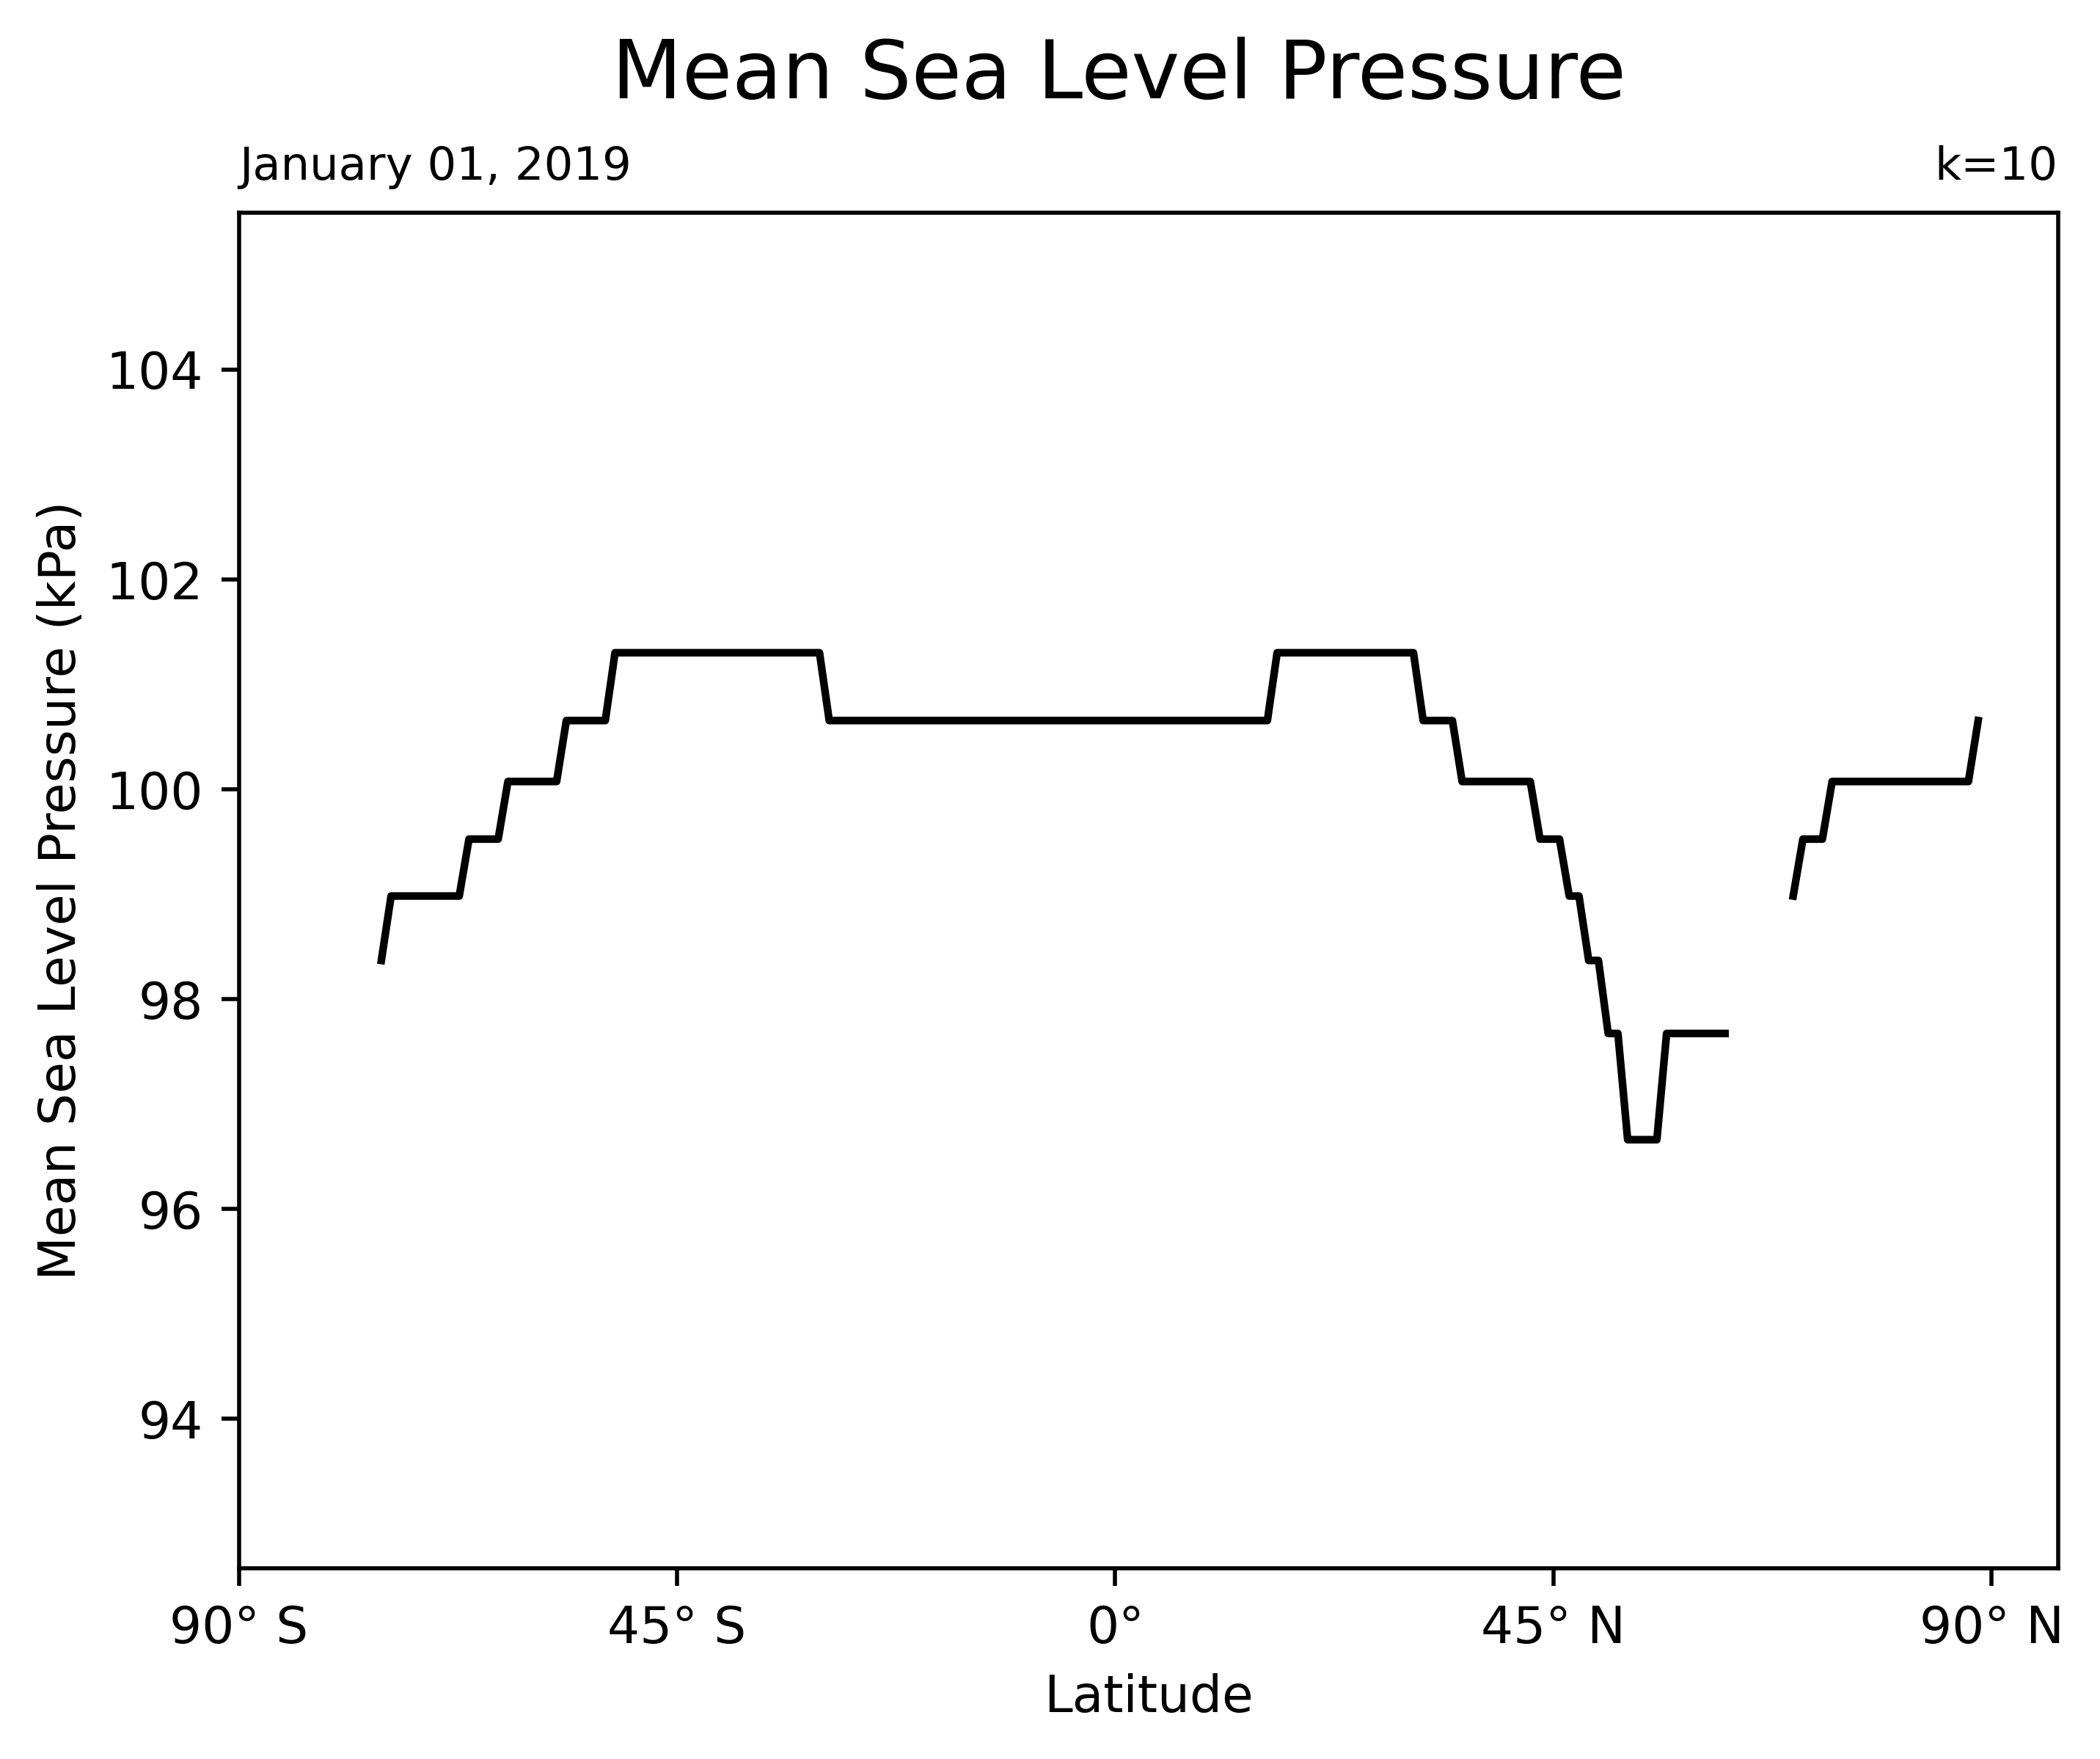 Mean Sea Level Pressure
January 01, 2019
k=10
Mean Sea Level Pressure (kPa)
104
102
100
98
96
94
90° S
45° S
0°
45° N
90° N
Latitude